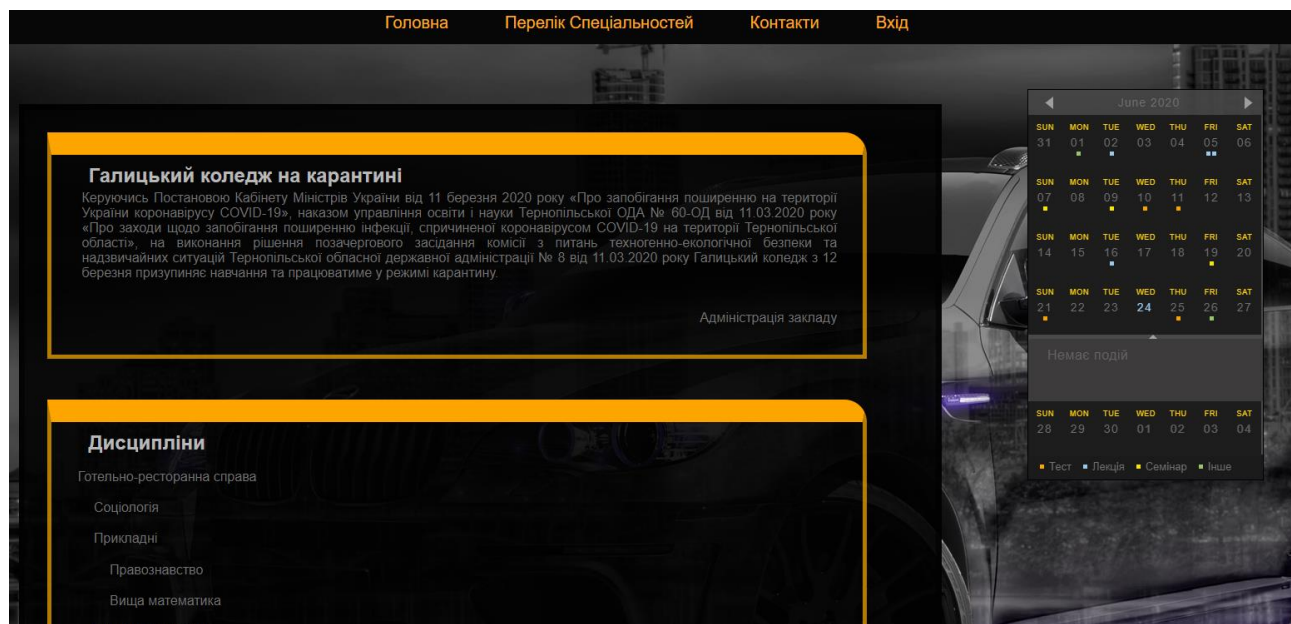 Головна Перелік Спеціальностей Контакти Вхід
Галицький коледж на карантині
Керуючись Постановою Кабінету Міністрів України від 11 березня 2020 року «Про запобігання поширенню на території
України коронавірусу COVID-19», наказом управління освіти і науки Тернопільської ОДА № 60-ОД від 11.03.2020 року
«Про заходи щодо запобігання поширенню інфекції, спричиненої коронавірусом COVID-19 на території Тернопільської
області», на виконання рішення позачергового засідання комісії з питань техногенно-екологічної безпеки та
надзвичайних ситуацій Тернопільської обласної державної адміністрації № 8 від 11.03.2020 року Галицький коледж з 12
березня призупиняє навчання та працюватиме у режимі карантину.
Адміністрація закладу
Дисципліни
Готельно-ресторанна справа
Соціологія
Прикладні
Правознавство
Вища математика
June 2020
SUN MON TUE WED THU FRI SAT
31 01 02 03 04 05 06
SUN MON TUE WED THU FRI SAT
07 08 09 10 11 12 13
SUN MON TUE WED THU FRI SAT
14 15 16 17 18 19 20
SUN MON TUE WED THU FRI SAT
21 22 23 24 25 26 27
Немає подій
SUN MON TUE WED THU FRI SAT
28 29 30 01 02 03 04
Тест Лекція Семінар Інше